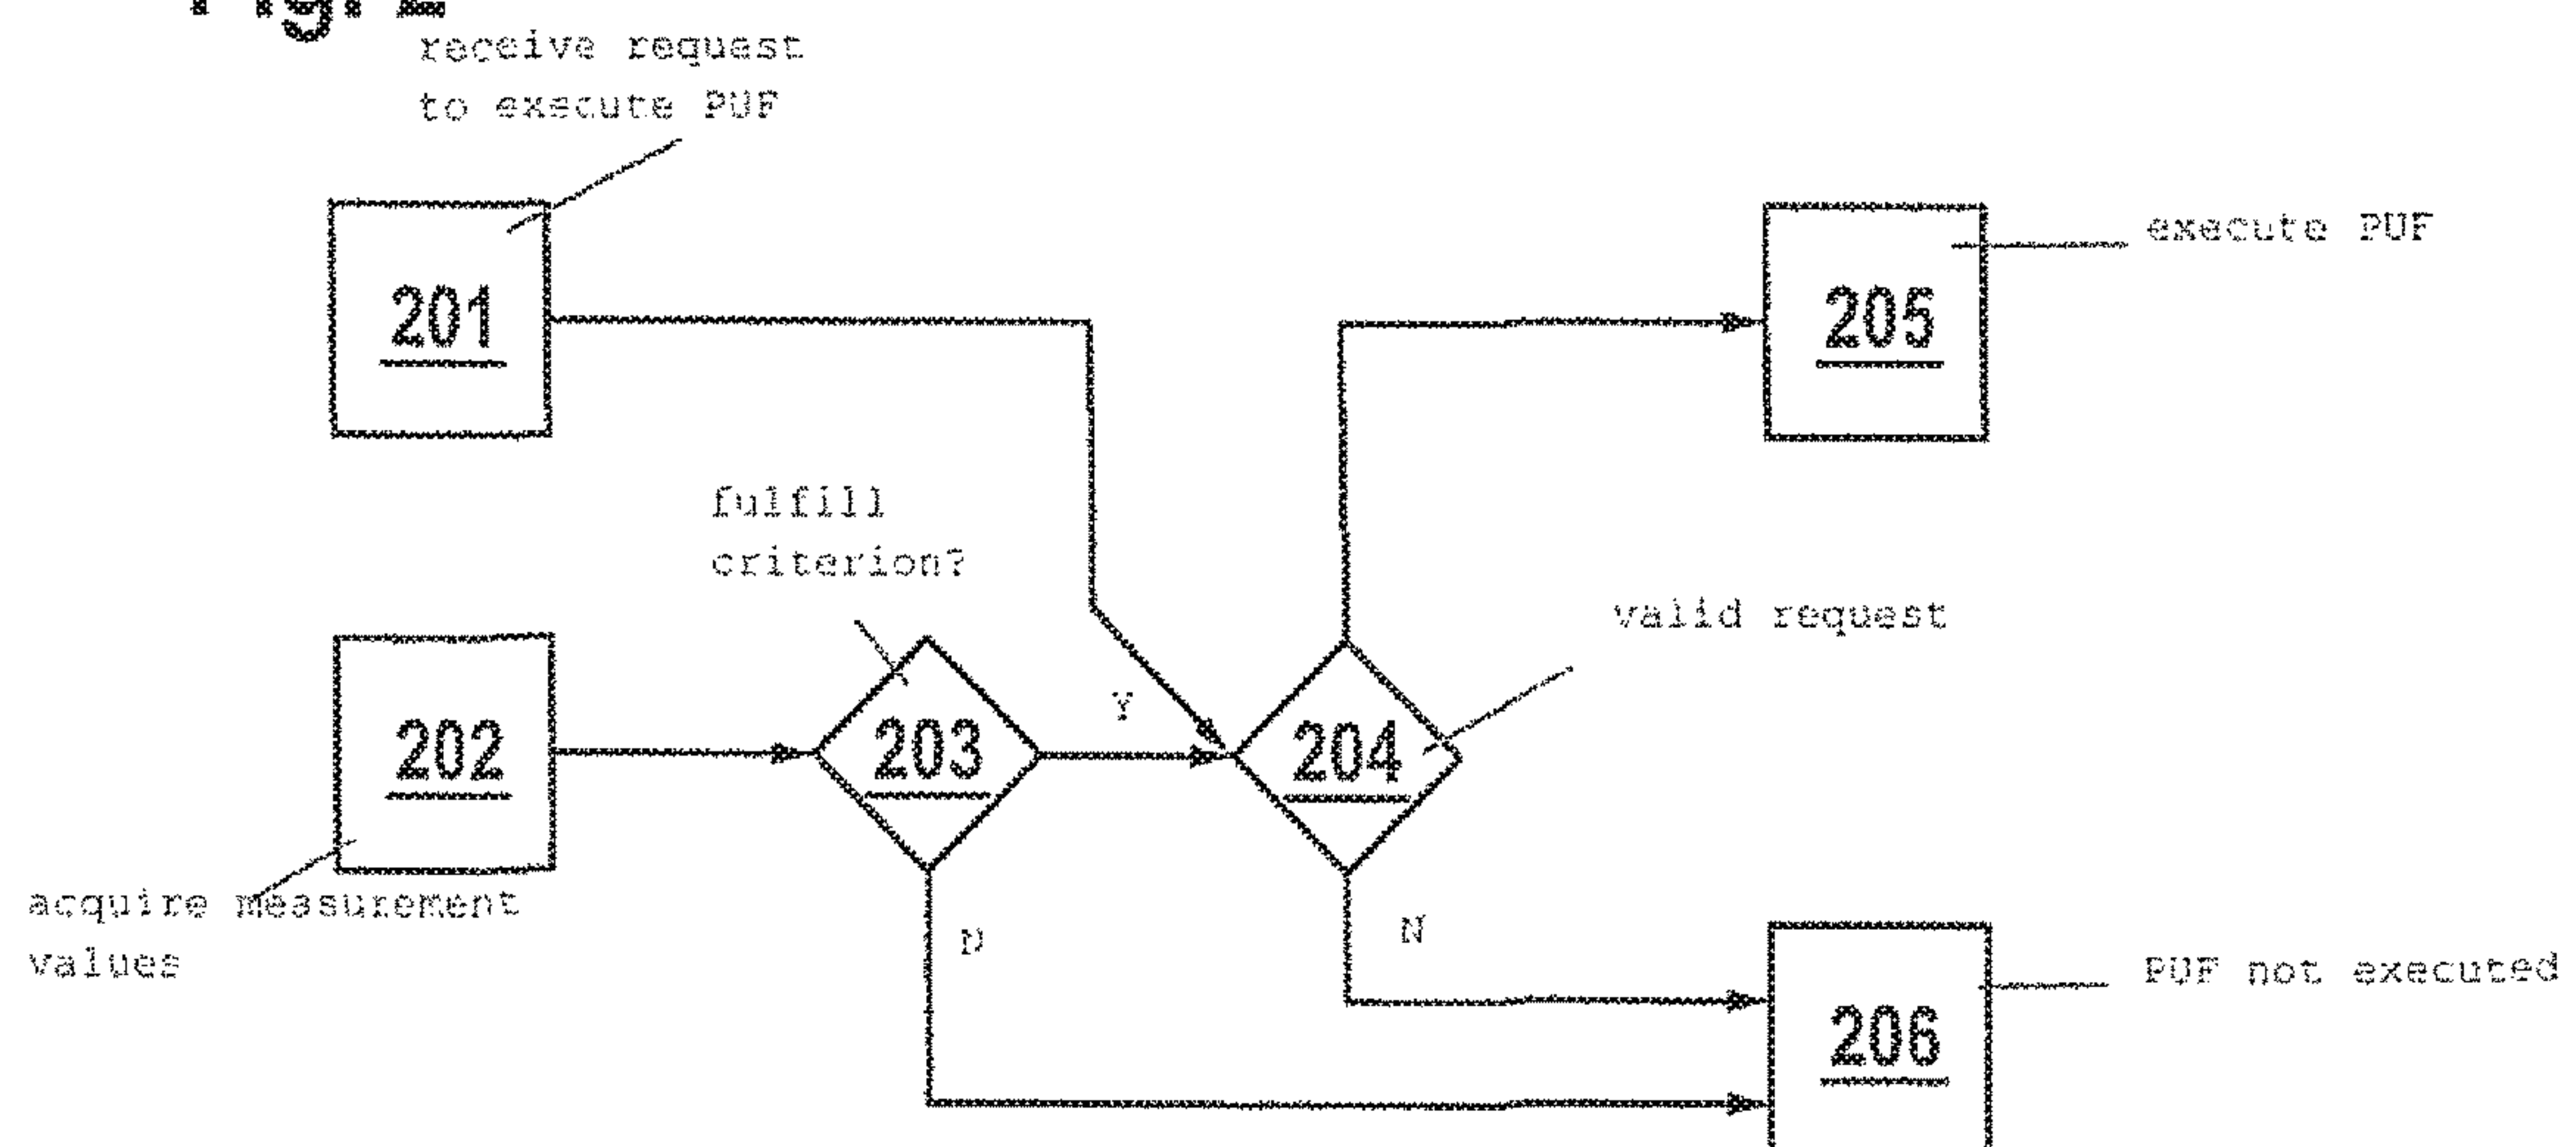 receive request
to execute PUF
201
205
execute PUF
fulfill
criterion?
valid request
202
203
Y
204
acquire measurement
values
N
PUF not executed
206